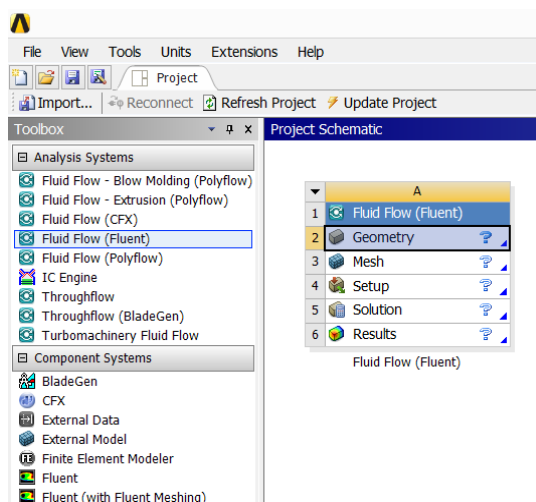 File View Tools Units Extensions Help
Project
Import... Reconnect Refresh Project Update Project
Toolbox
Project Schematic
Analysis Systems
Fluid Flow - Blow Molding (Polyflow)
Fluid Flow - Extrusion (Polyflow)
Fluid Flow (CFX)
Fluid Flow (Fluent)
Fluid Flow (Polyflow)
IC Engine
Throughflow
Throughflow (BladeGen)
Turbomachinery Fluid Flow
Component Systems
BladeGen
CFX
External Data
External Model
Finite Element Modeler
Fluent
Fluent (with Fluent Meshing)
A
1 Fluid Flow (Fluent)
2 Geometry ?
3 Mesh ?
4 Setup ?
5 Solution ?
6 Results ?
Fluid Flow (Fluent)